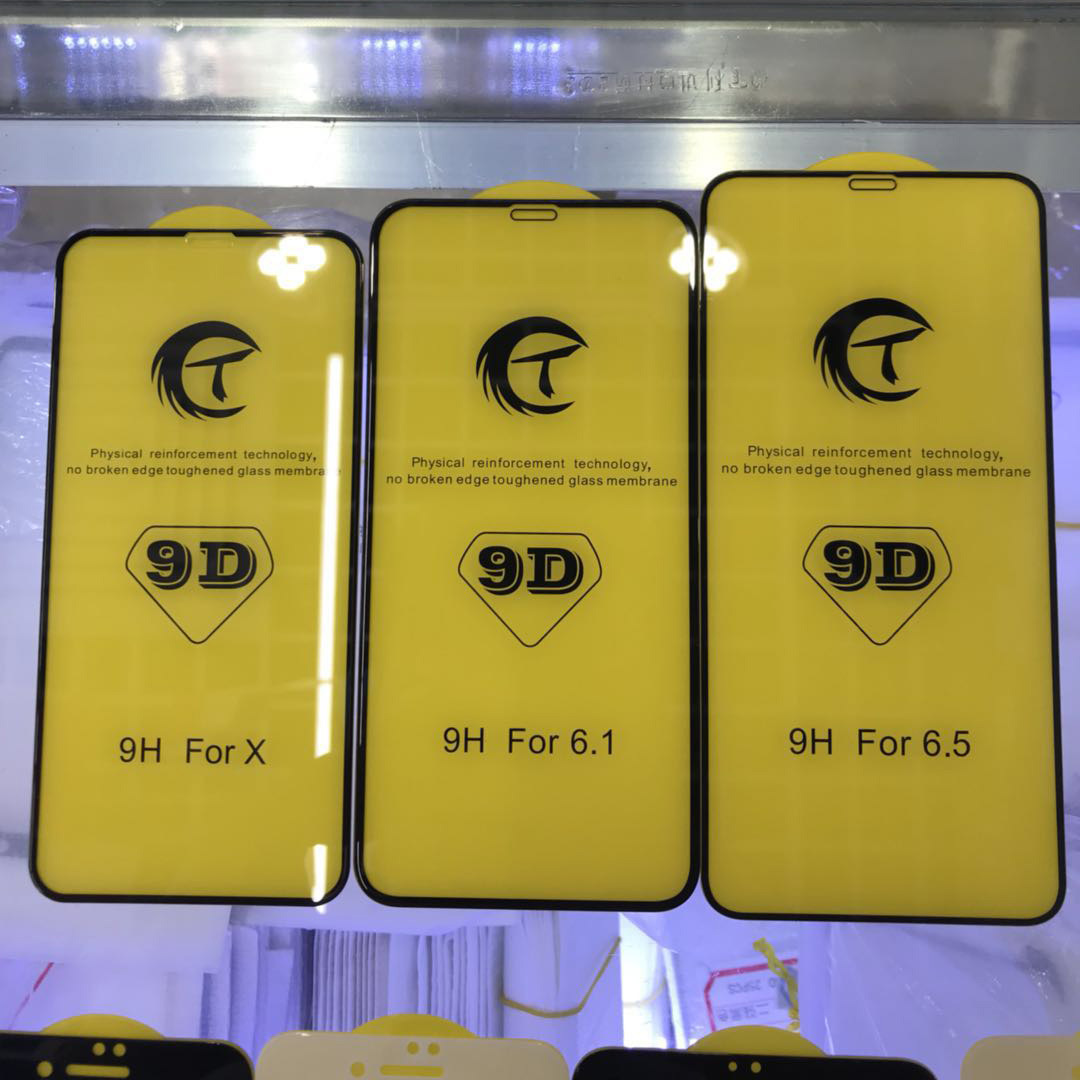 Physical reinforcement technology,
no broken edge toughened glass membrane
9D
9H For X
Physical reinforcement technology,
no broken edge toughened glass membrane
9D
9H For 6.1
Physical reinforcement technology,
no broken edge toughened glass membrane
9D
9H For 6.5
25PCS